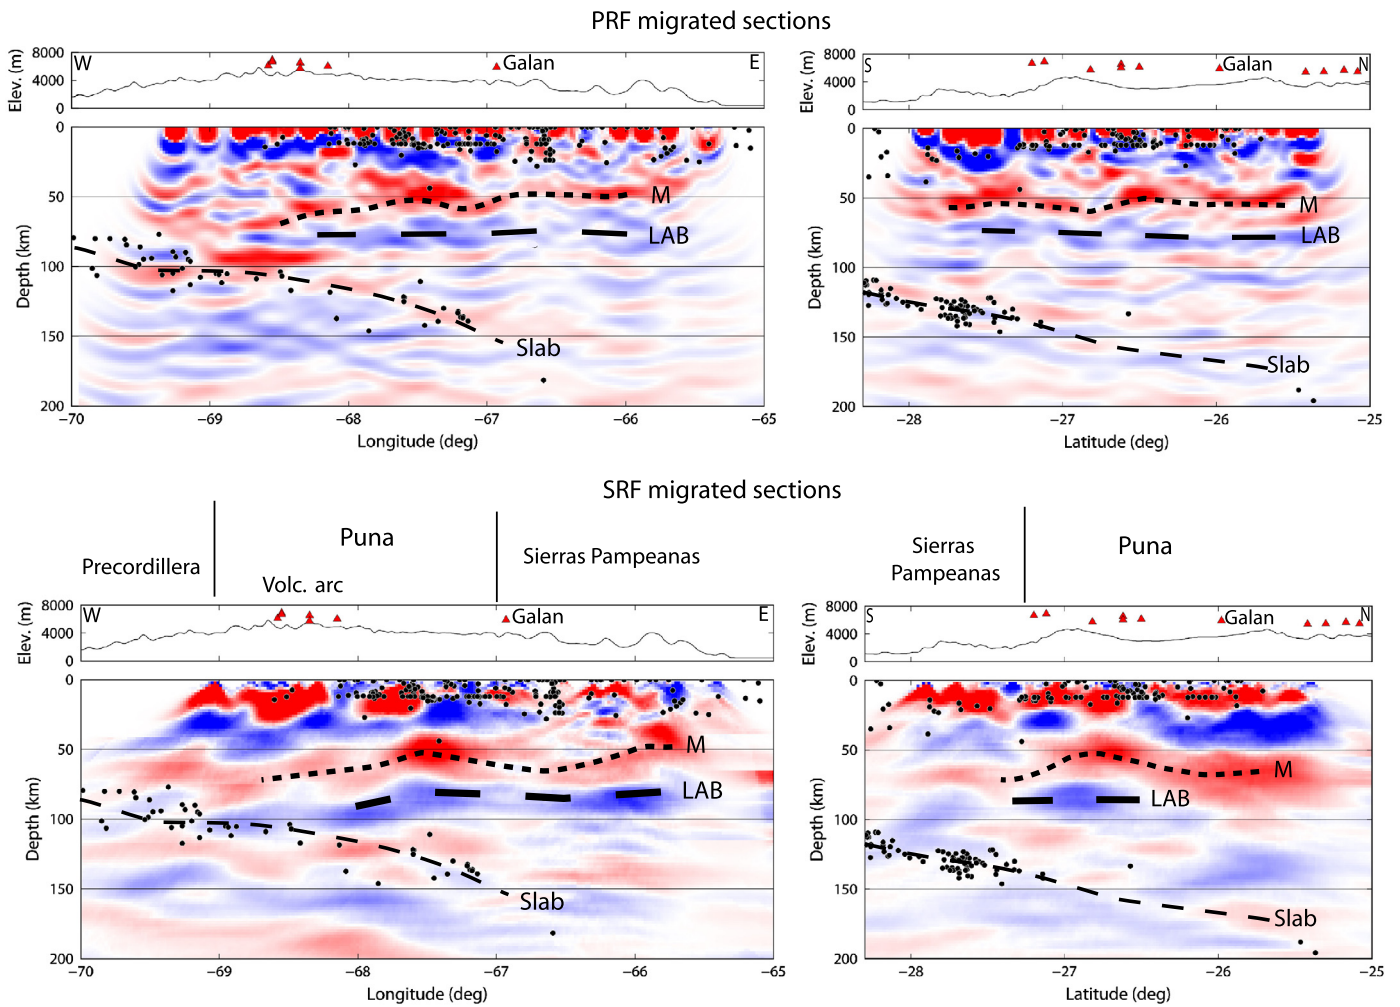 PRF migrated sections
Elev. (m)
8000
4000
0
W
Galan
E
Elev. (m)
8000
4000
0
S
Galan
N
Depth (km)
0
50
100
150
200
M
LAB
Slab
−70
−69
−68
−67
−66
−65
Longitude (deg)
Depth (km)
0
50
100
150
200
M
LAB
Slab
−28
−27
−26
−25
Latitude (deg)
SRF migrated sections
Precordillera
Puna
Volc. arc
Sierras Pampeanas
Sierras
Pampeanas
Puna
Elev. (m)
8000
4000
0
W
Galan
E
Elev. (m)
8000
4000
0
S
Galan
N
Depth (km)
0
50
100
150
200
M
LAB
Slab
−70
−69
−68
−67
−66
−65
Longitude (deg)
Depth (km)
0
50
100
150
200
M
LAB
Slab
−28
−27
−26
−25
Latitude (deg)